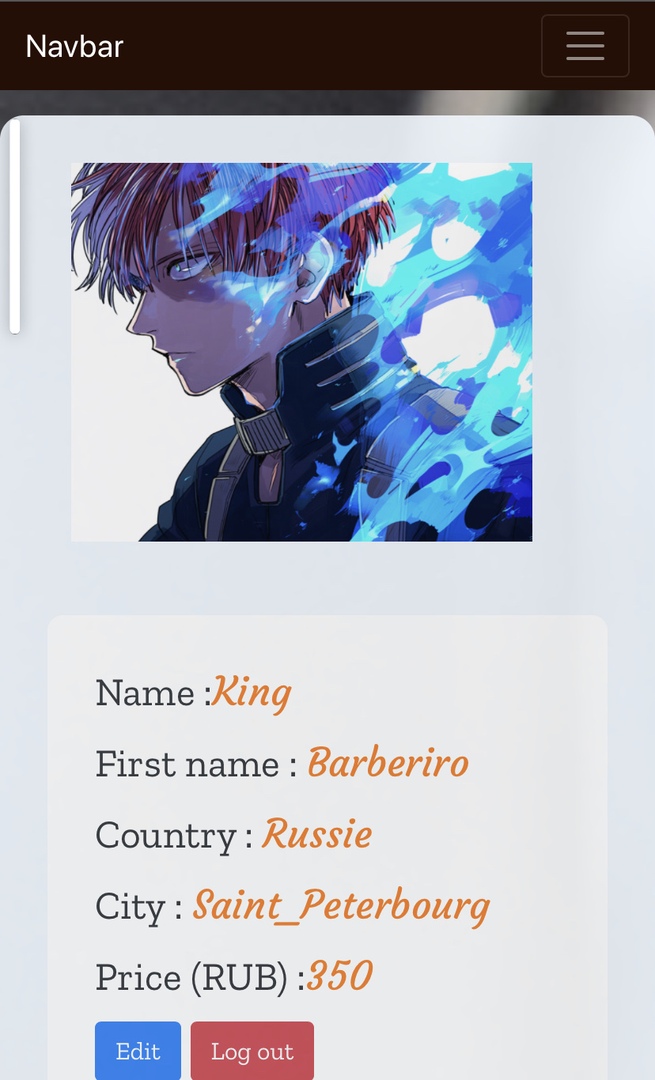 Navbar
Name :King
First name : Barberiro
Country : Russie
City : Saint_Peterbourg
Price (RUB) :350
Edit Log out